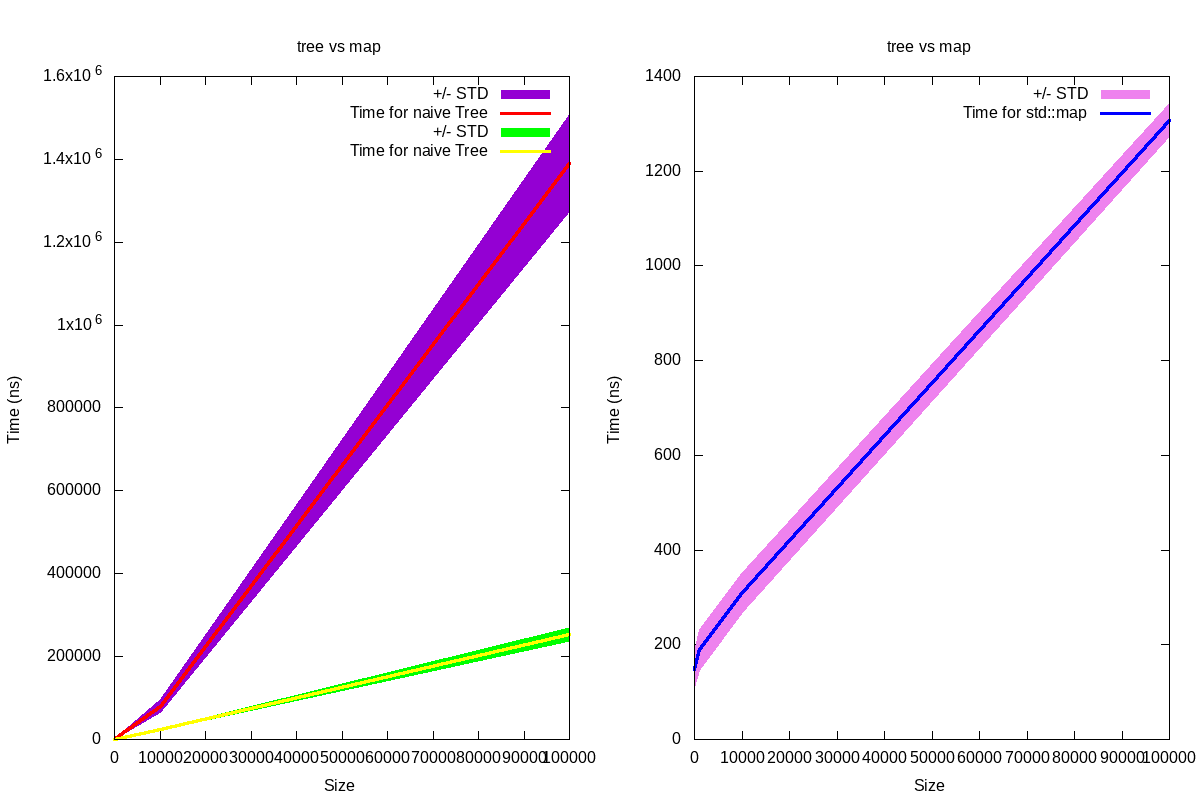 tree vs map
1.6x10 6
1.4x10 6
1.2x10 6
1x10 6
800000
600000
400000
200000
0
Time (ns)
+/- STD
Time for naive Tree
+/- STD
Time for naive Tree
0 10000 20000 30000 40000 50000 60000 70000 80000 90000 100000
Size
tree vs map
1400
1200
1000
800
600
400
200
0
Time (ns)
+/- STD
Time for std::map
0 10000 20000 30000 40000 50000 60000 70000 80000 90000 100000
Size